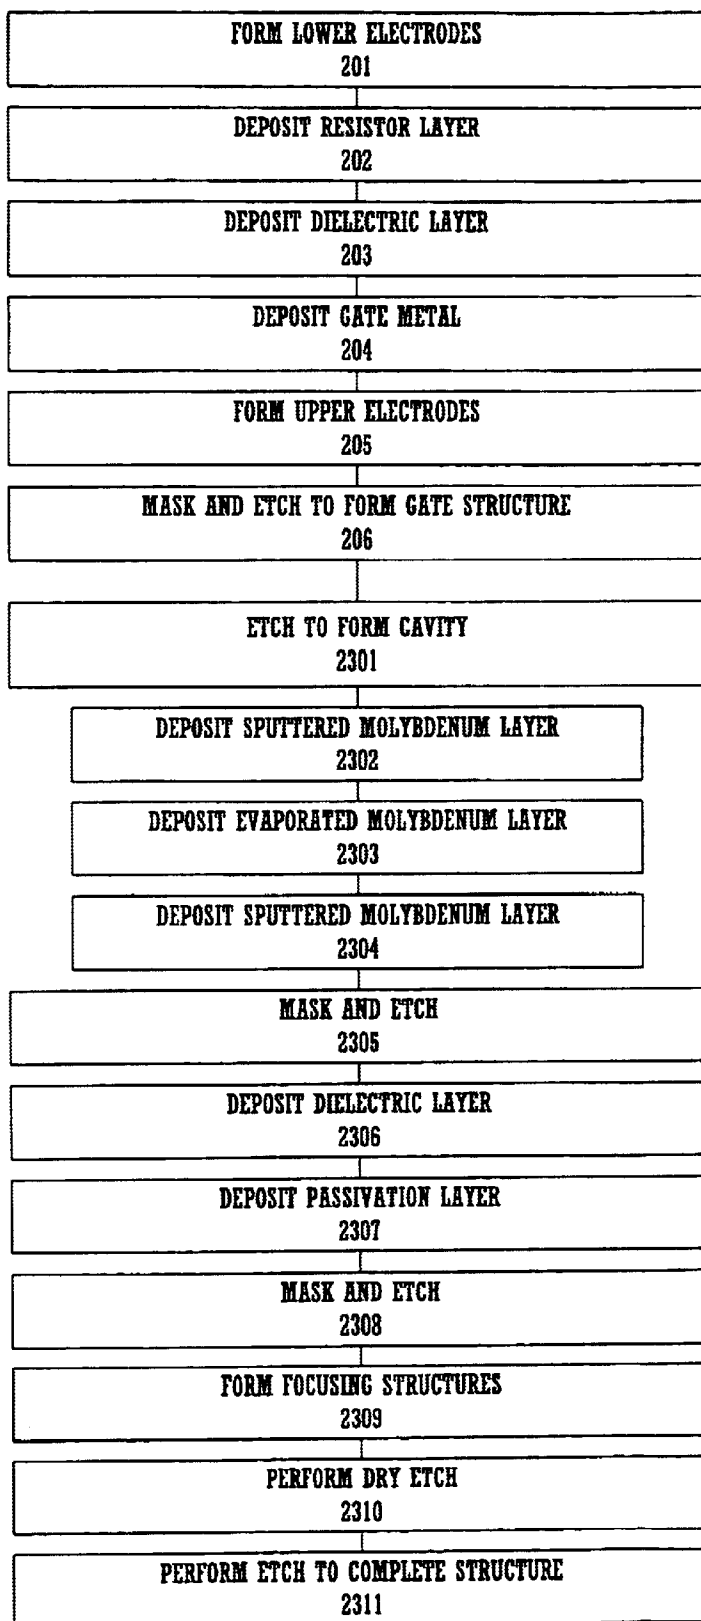 FORM LOWER ELECTRODES
201
DEPOSIT RESISTOR LAYER
202
DEPOSIT DIELECTRIC LAYER
203
DEPOSIT GATE METAL
204
FORM UPPER ELECTRODES
205
MASK AND ETCH TO FORM GATE STRUCTURE
206
ETCH TO FORM CAVITY
2301
DEPOSIT SPUTTERED MOLYBDENUM LAYER
2302
DEPOSIT EVAPORATED MOLYBDENUM LAYER
2303
DEPOSIT SPUTTERED MOLYBDENUM LAYER
2304
MASK AND ETCH
2305
DEPOSIT DIELECTRIC LAYER
2306
DEPOSIT PASSIVATION LAYER
2307
MASK AND ETCH
2308
FORM FOCUSING STRUCTURES
2309
PERFORM DRY ETCH
2310
PERFORM ETCH TO COMPLETE STRUCTURE
2311